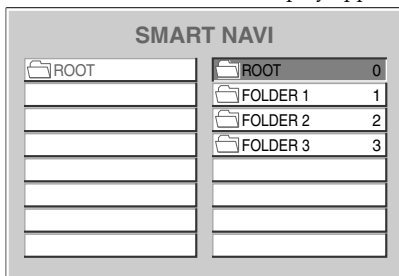 SMART NAVI
ROOT ROOT 0
FOLDER 1 1
FOLDER 2 2
FOLDER 3 3